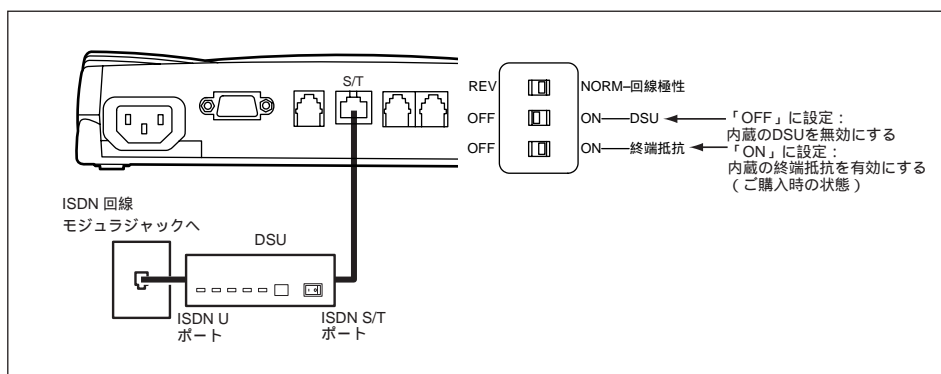 S/T
REV NORM 回線極性
OFF ON DSU
OFF ON 終端抵抗
「OFF」に設定：
内蔵のDSUを無効にする
「ON」に設定：
内蔵の終端抵抗を有効にする
（ご購入時の状態）
ISDN 回線
モジュラジャックへ
DSU
ISDN U
ポート
ISDN S/T
ポート